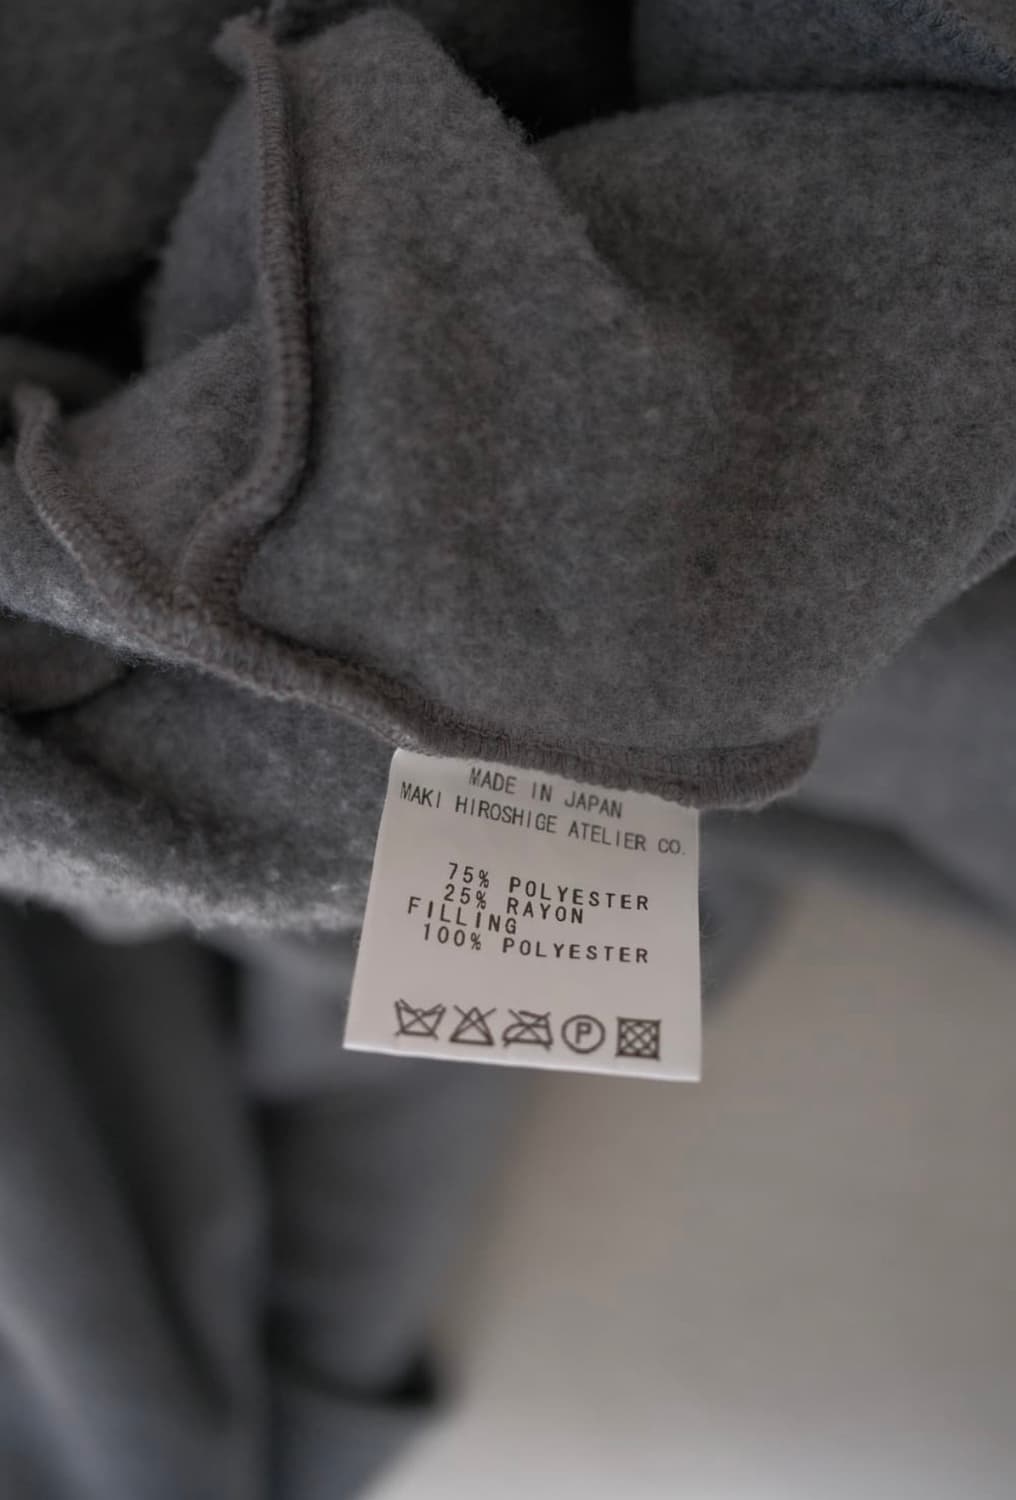 MADE IN JAPAN
MAKI HIROSHIGE ATELIER CO.
75% POLYESTER
25% RAYON
FILLING
100% POLYESTER
P